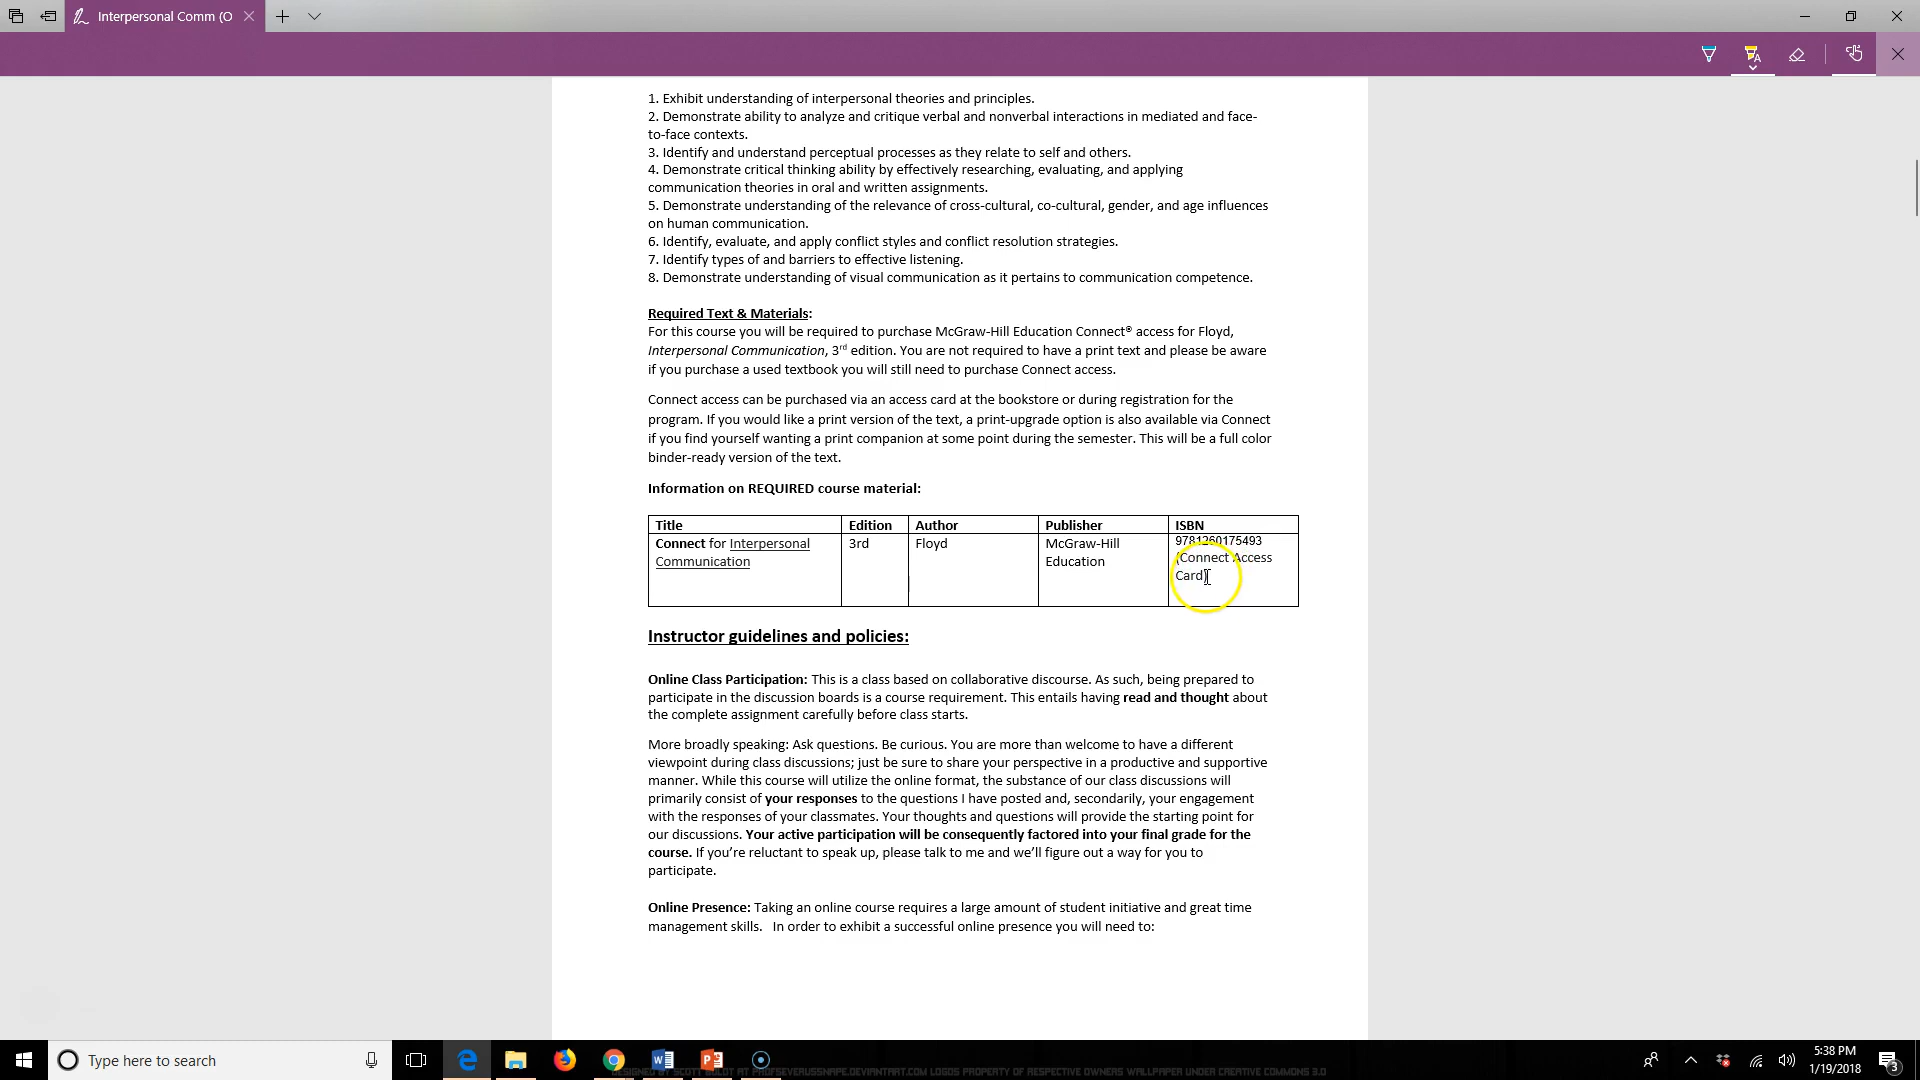 Interpersonal Comm (O
1. Exhibit understanding of interpersonal theories and principles.
2. Demonstrate ability to analyze and critique verbal and nonverbal interactions in mediated and face-
to-face contexts.
3. Identify and understand perceptual processes as they relate to self and others.
4. Demonstrate critical thinking ability by effectively researching, evaluating, and applying
communication theories in oral and written assignments.
5. Demonstrate understanding of the relevance of cross-cultural, co-cultural, gender, and age influences
on human communication.
6. Identify, evaluate, and apply conflict styles and conflict resolution strategies.
7. Identify types of and barriers to effective listening.
8. Demonstrate understanding of visual communication as it pertains to communication competence.
Required Text & Materials:
For this course you will be required to purchase McGraw-Hill Education Connect® access for Floyd,
Interpersonal Communication, 3rd edition. You are not required to have a print text and please be aware
if you purchase a used textbook you will still need to purchase Connect access.
Connect access can be purchased via an access card at the bookstore or during registration for the
program. If you would like a print version of the text, a print-upgrade option is also available via Connect
if you find yourself wanting a print companion at some point during the semester. This will be a full color
binder-ready version of the text.
Information on REQUIRED course material:
Title Edition Author Publisher ISBN
Connect for Interpersonal 3rd Floyd McGraw-Hill 9781260175493
Communication Education (Connect Access
Card)
Instructor guidelines and policies:
Online Class Participation: This is a class based on collaborative discourse. As such, being prepared to
participate in the discussion boards is a course requirement. This entails having read and thought about
the complete assignment carefully before class starts.
More broadly speaking: Ask questions. Be curious. You are more than welcome to have a different
viewpoint during class discussions; just be sure to share your perspective in a productive and supportive
manner. While this course will utilize the online format, the substance of our class discussions will
primarily consist of your responses to the questions I have posted and, secondarily, your engagement
with the responses of your classmates. Your thoughts and questions will provide the starting point for
our discussions. Your active participation will be consequently factored into your final grade for the
course. If you’re reluctant to speak up, please talk to me and we’ll figure out a way for you to
participate.
Online Presence: Taking an online course requires a large amount of student initiative and great time
management skills. In order to exhibit a successful online presence you will need to:
Type here to search
5:38 PM
1/19/2018
3
DESIGNED BY SCOTT GOLDT AT PROFSEVERUSSNAPE.DEVIANTART.COM LOGOS PROPERTY OF RESPECTIVE OWNERS WALLPAPER UNDER CREATIVE COMMONS 3.0